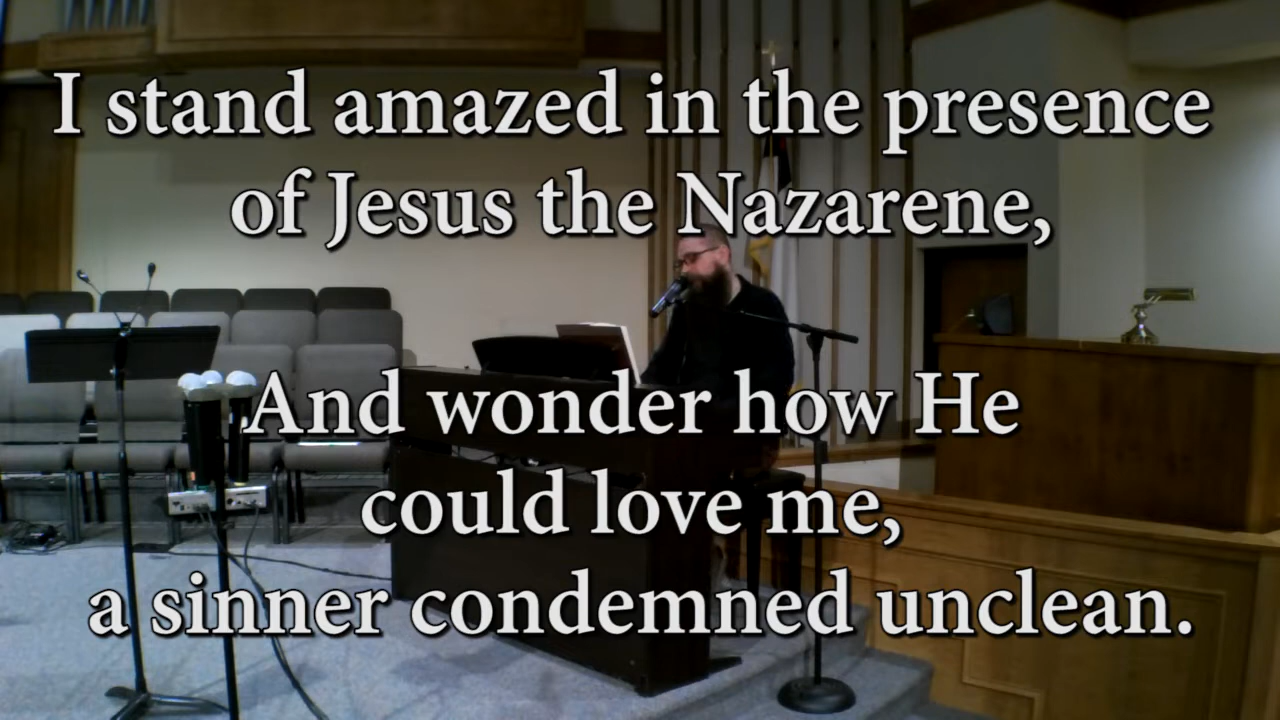 I stand amazed in the presence
of Jesus the Nazarene,
And wonder how He
could love me,
a sinner condemned unclean.